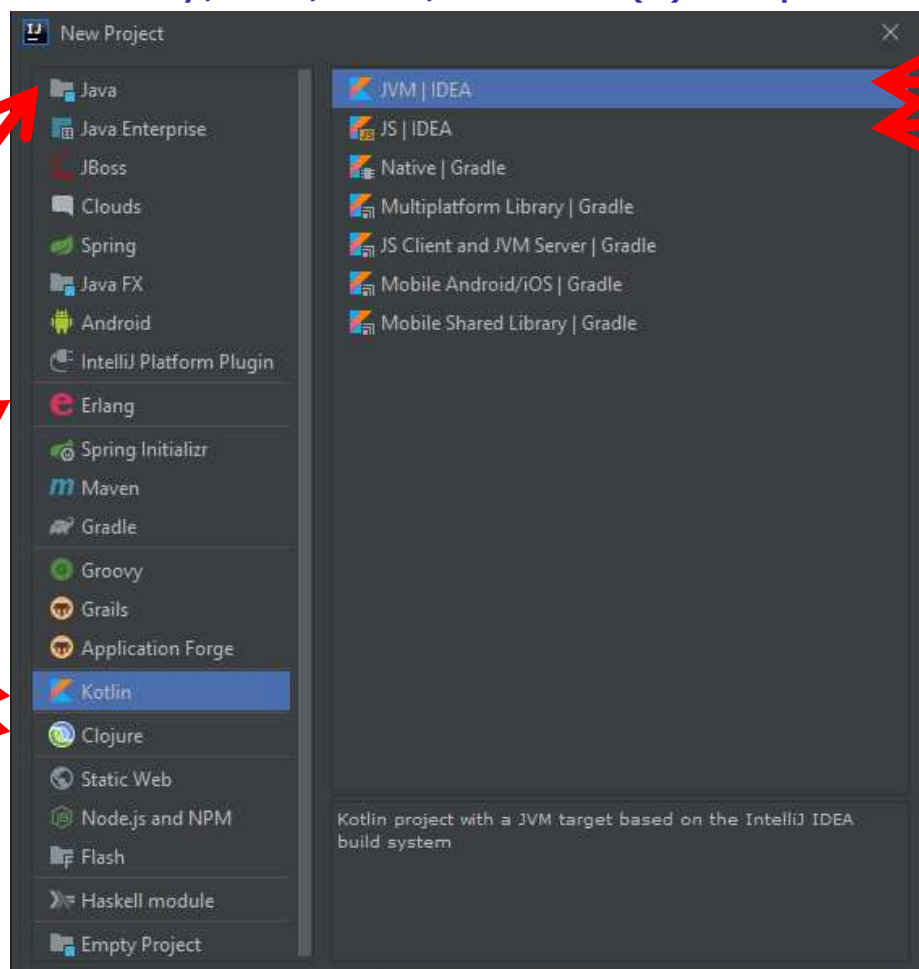 New Project
Java
Java Enterprise
JBoss
Clouds
Spring
Java FX
Android
IntelliJ Platform Plugin
Erlang
Spring Initializr
Maven
Gradle
Groovy
Grails
Application Forge
Kotlin
Clojure
Static Web
Node.js and NPM
Flash
Haskell module
Empty Project
JVM | IDEA
JS | IDEA
Native | Gradle
Multiplatform Library | Gradle
JS Client and JVM Server | Gradle
Mobile Android/iOS | Gradle
Mobile Shared Library | Gradle
Kotlin project with a JVM target based on the IntelliJ IDEA
build system